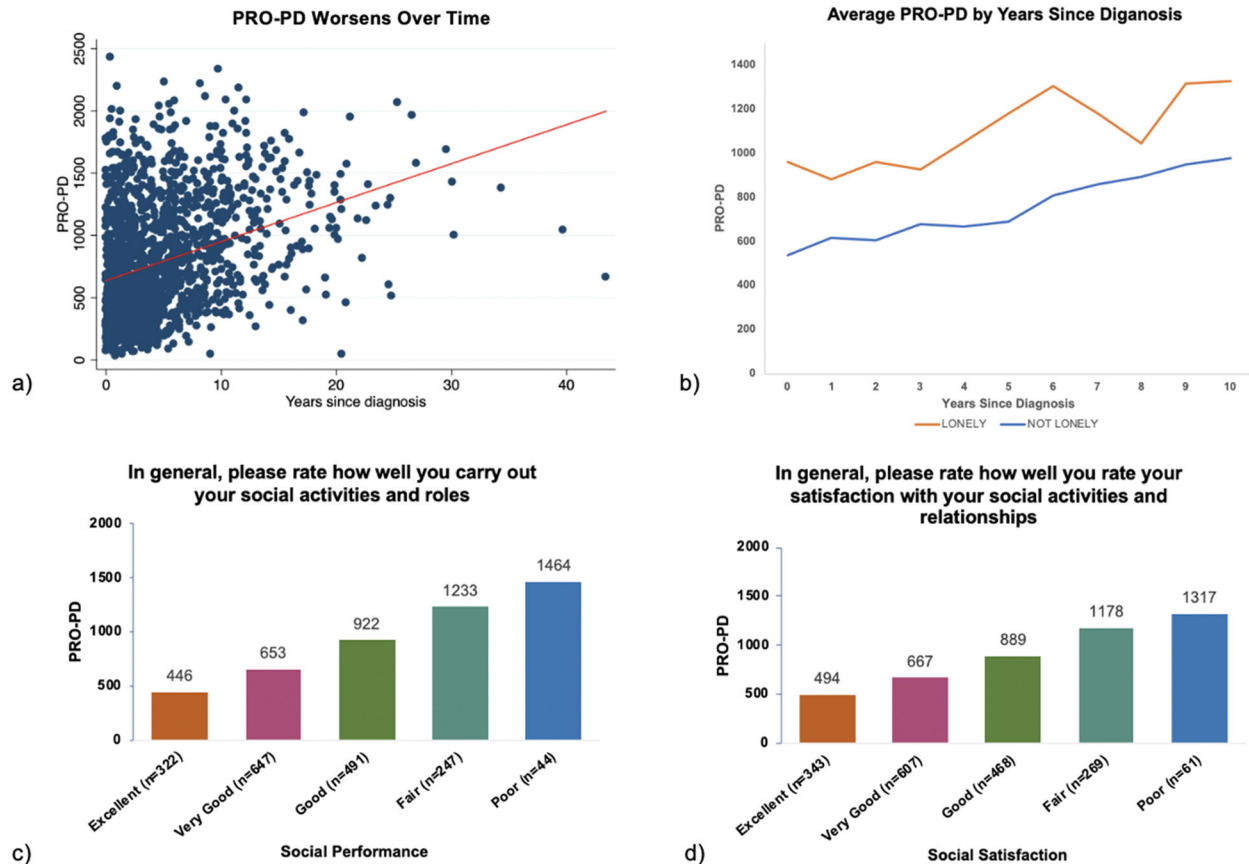 PRO-PD Worsens Over Time
PRO-PD
2500
2000
1500
1000
500
0
0 10 20 30 40
Years since diagnosis
a)
Average PRO-PD by Years Since Diganosis
PRO-PD
1400
1200
1000
800
600
400
200
0
0 1 2 3 4 5 6 7 8 9 10
Years Since Diagnosis
LONELY NOT LONELY
b)
In general, please rate how well you carry out
your social activities and roles
PRO-PD
2000
1500
1000
500
0
446 653 922 1233 1464
Excellent (n=322)
Very Good (n=647)
Good (n=491)
Fair (n=247)
Poor (n=44)
Social Performance
c)
In general, please rate how well you rate your
satisfaction with your social activities and
relationships
PRO-PD
2000
1500
1000
500
0
494 667 889 1178 1317
Excellent (n=343)
Very Good (n=607)
Good (n=468)
Fair (n=269)
Poor (n=61)
Social Satisfaction
d)